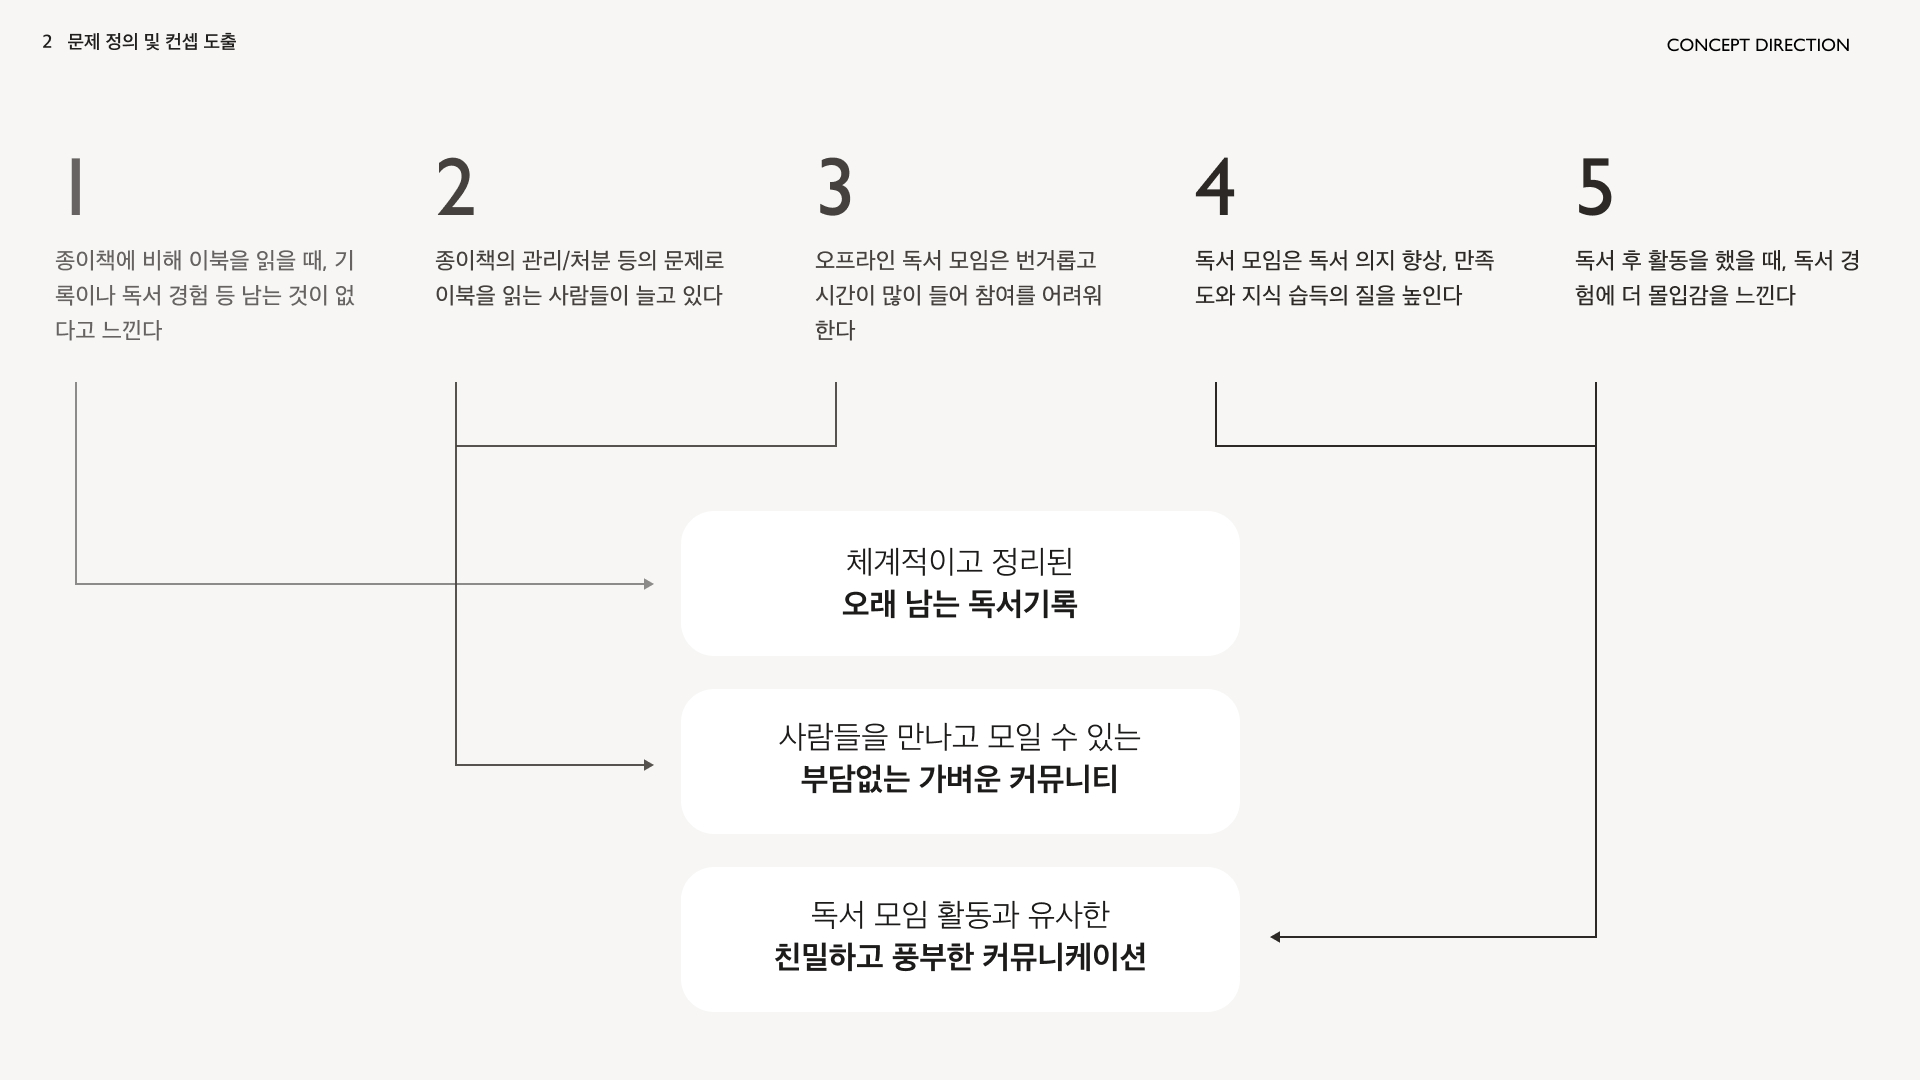 2 문제 정의 및 컨셉 도출
CONCEPT DIRECTION
1
종이책에 비해 이북을 읽을 때, 기
록이나 독서 경험 등 남는 것이 없
다고 느낀다
2
종이책의 관리/처분 등의 문제로
이북을 읽는 사람들이 늘고 있다
3
오프라인 독서 모임은 번거롭고
시간이 많이 들어 참여를 어려워
한다
4
독서 모임은 독서 의지 향상, 만족
도와 지식 습득의 질을 높인다
5
독서 후 활동을 했을 때, 독서 경
험에 더 몰입감을 느낀다
체계적이고 정리된
오래 남는 독서기록
사람들을 만나고 모일 수 있는
부담없는 가벼운 커뮤니티
독서 모임 활동과 유사한
친밀하고 풍부한 커뮤니케이션